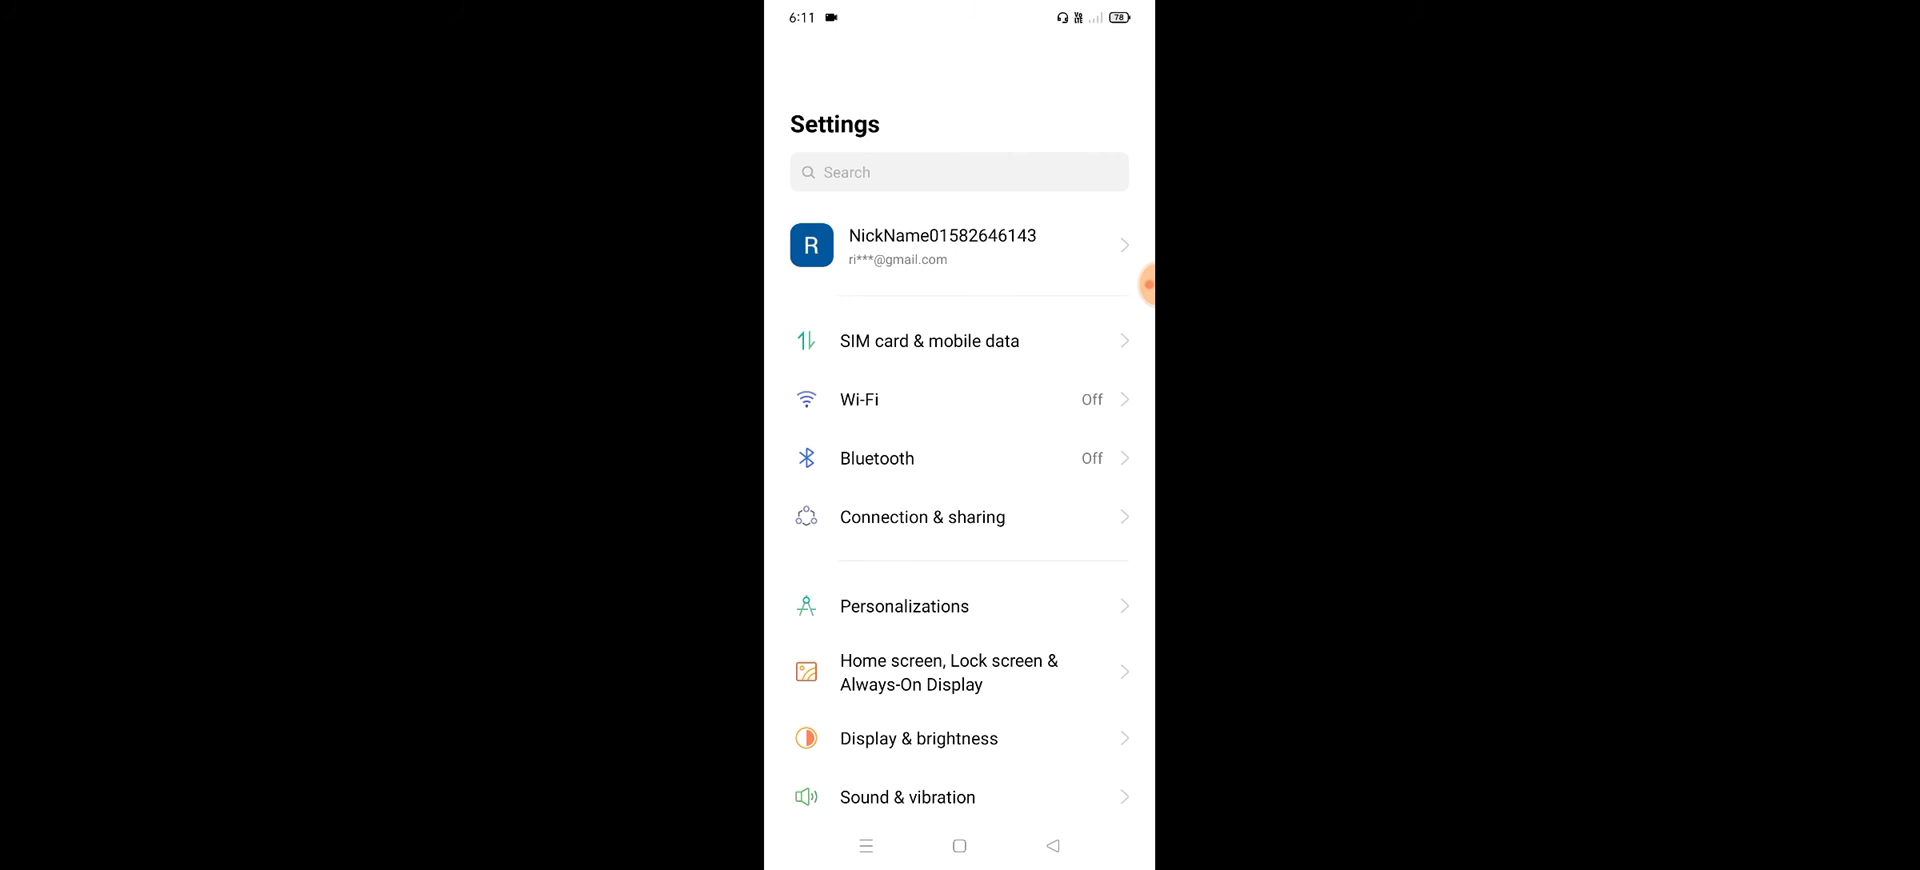 6:11
78
Settings
Search
R
NickName01582646143
ri***@gmail.com
SIM card & mobile data
Wi-Fi Off
Bluetooth Off
Connection & sharing
Personalizations
Home screen, Lock screen &
Always-On Display
Display & brightness
Sound & vibration